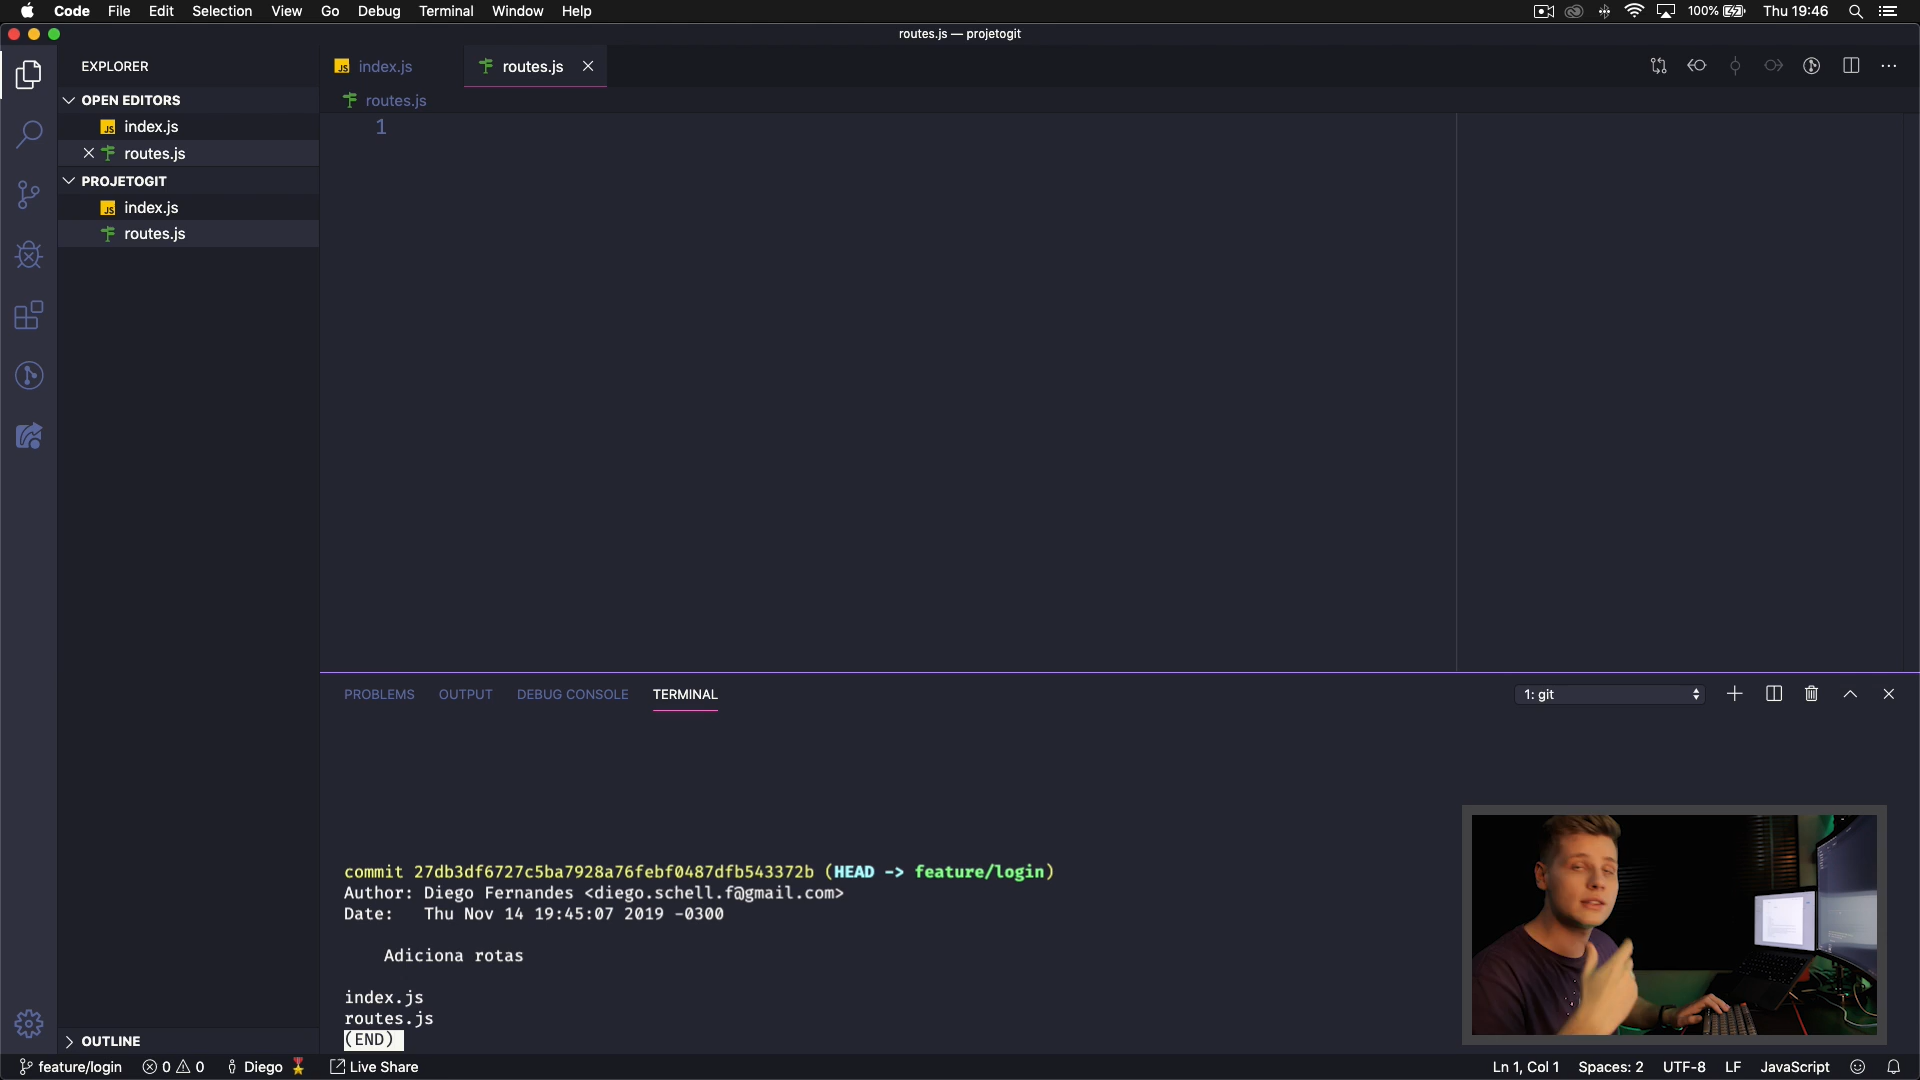 Code File Edit Selection View Go Debug Terminal Window Help
100% Thu 19:46
routes.js — projetogit
EXPLORER
OPEN EDITORS
JS index.js
routes.js
PROJETOGIT
JS index.js
routes.js
OUTLINE
JS index.js
routes.js
routes.js
1
PROBLEMS OUTPUT DEBUG CONSOLE TERMINAL
1: git
commit 27db3df6727c5ba7928a76febf0487dfb543372b (HEAD -> feature/login)
Author: Diego Fernandes <diego.schell.f@gmail.com>
Date: Thu Nov 14 19:45:07 2019 -0300
Adiciona rotas
index.js
routes.js
(END)
feature/login 0 0 Diego Live Share
Ln 1, Col 1 Spaces: 2 UTF-8 LF JavaScript